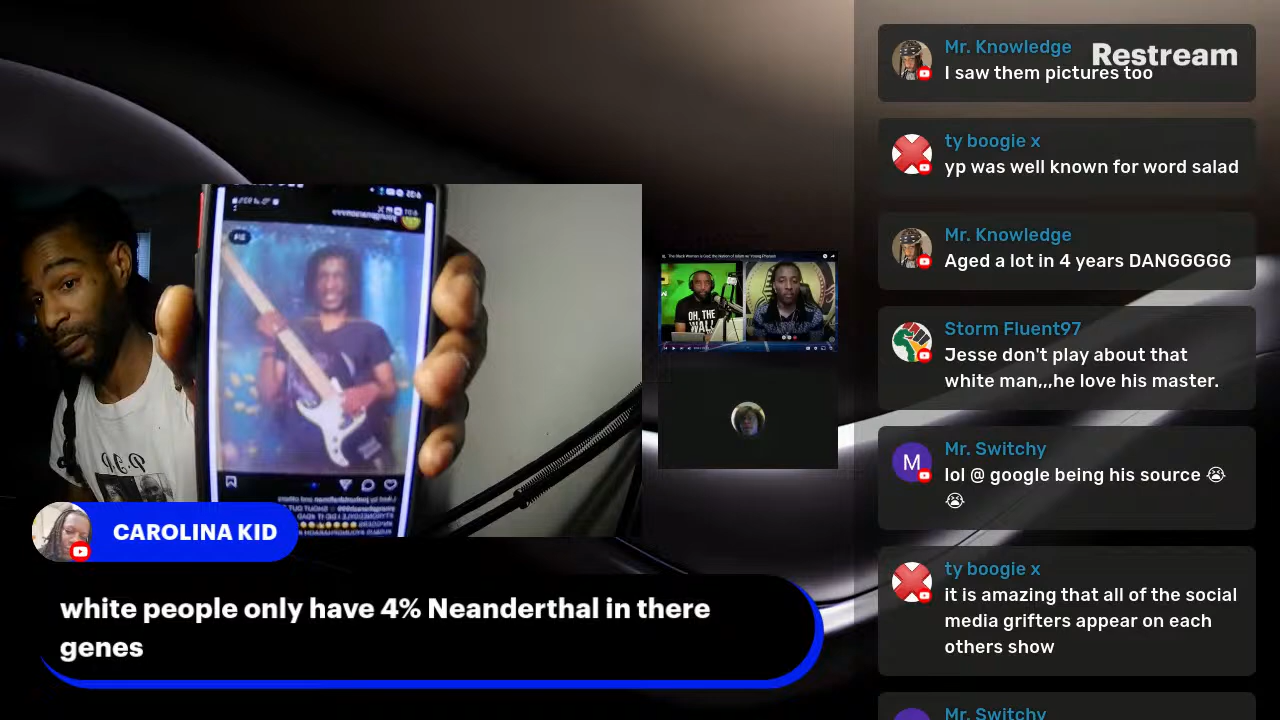 Restream
Mr. Knowledge
I saw them pictures too
ty boogie x
yp was well known for word salad
Mr. Knowledge
Aged a lot in 4 years DANGGGGG
Storm Fluent97
Jesse don't play about that
white man,,,he love his master.
Mr. Switchy
lol @ google being his source 😭
😭
ty boogie x
it is amazing that all of the social
media grifters appear on each
others show
Mr. Switchy
OH, THE
CAROLINA KID
white people only have 4% Neanderthal in there
genes